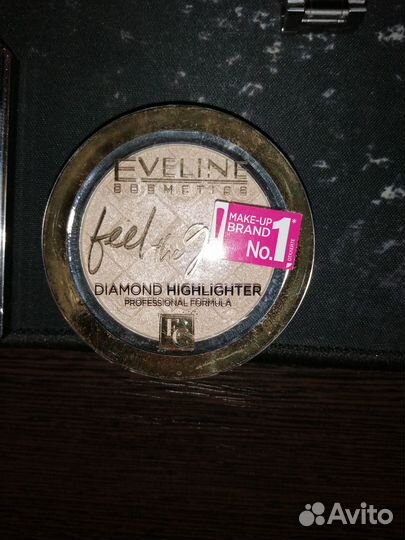 EVELINE
COSMETICS
feel the g
MAKE-UP
BRAND
No.1*
DIAMOND HIGHLIGHTER
PROFESSIONAL FORMULA
Avito